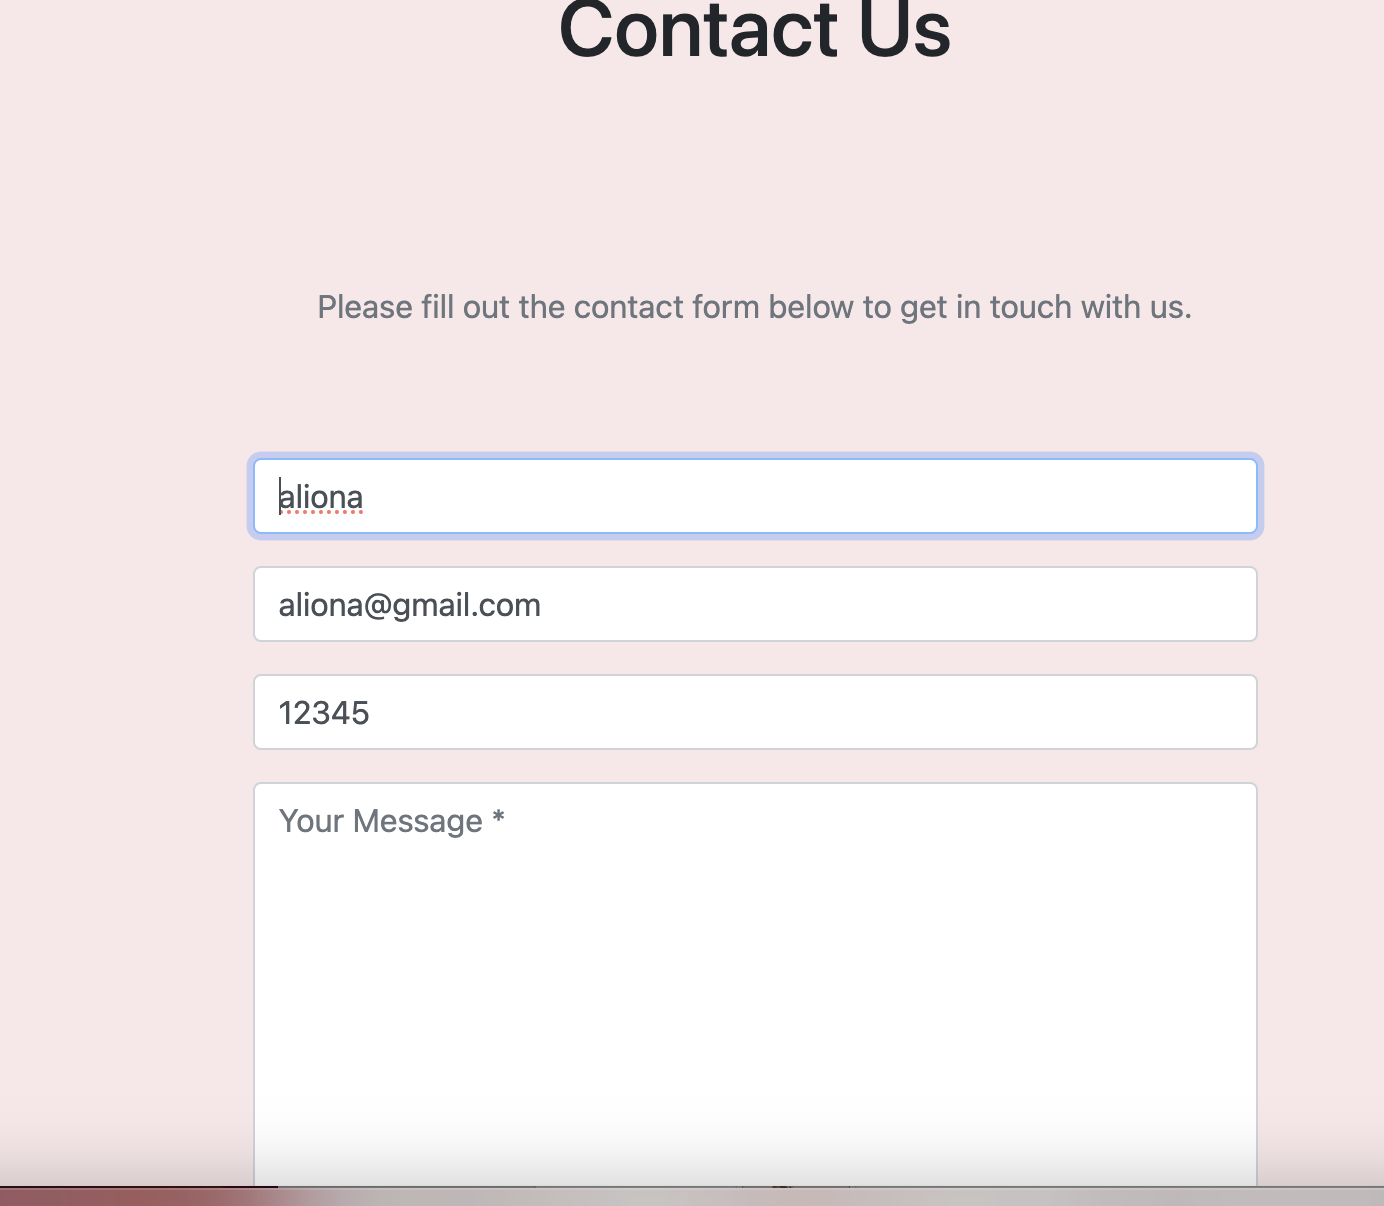 Contact Us
Please fill out the contact form below to get in touch with us.
aliona
aliona@gmail.com
12345
Your Message *